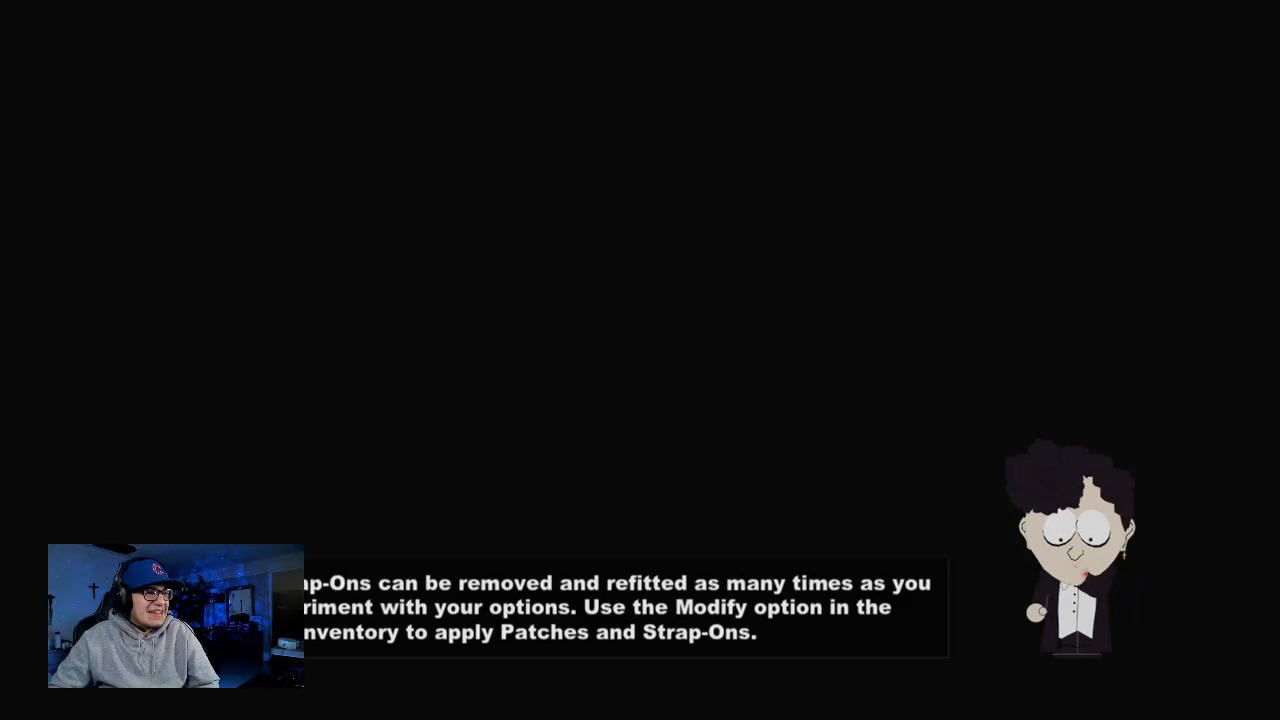 ap-Ons can be removed and refitted as many times as you
riment with your options. Use the Modify option in the
nventory to apply Patches and Strap-Ons.